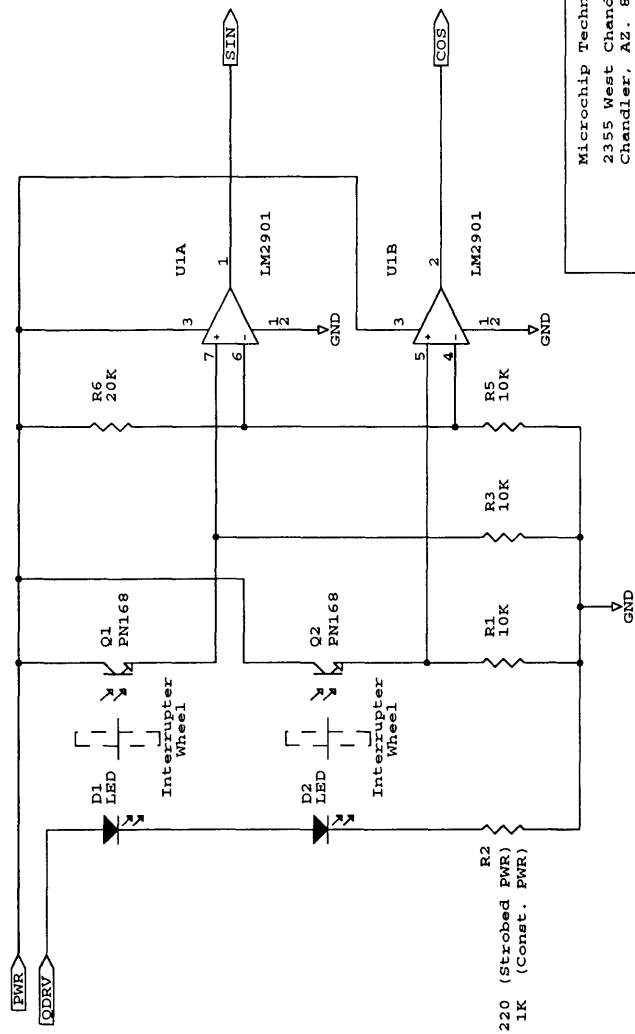 PWR
QDRV
SIN
COS
D1
LED
Interrupter
Wheel
Q1
PN168
R6
20K
U1A
LM2901
3
7
+
6
-
1
12
GND
D2
LED
Interrupter
Wheel
Q2
PN168
U1B
LM2901
3
5
+
4
-
2
12
GND
R2
220 (Strobed PWR)
1K (Const. PWR)
R1
10K
R3
10K
R5
10K
GND
Microchip Techn
2355 West Chand
Chandler, AZ. 8